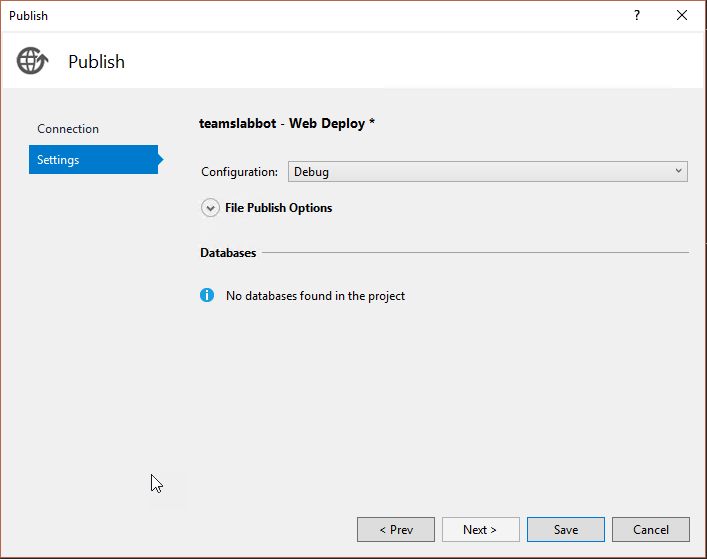 Publish
?
Publish
Connection
Settings
teamslabbot - Web Deploy *
Configuration: Debug
File Publish Options
Databases
No databases found in the project
< Prev Next > Save Cancel